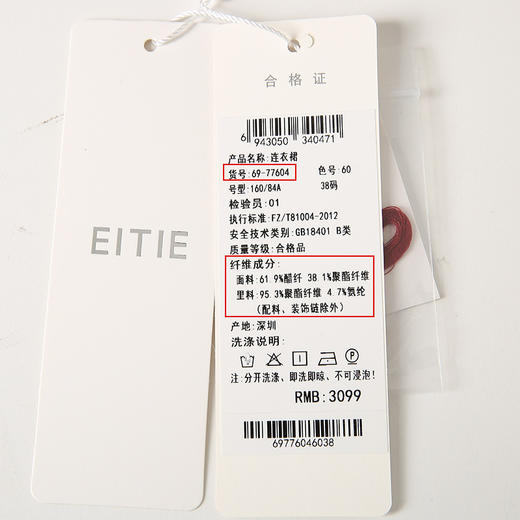 EITIE
合格证
6 943050 340471
产品名称:连衣裙
货号:69-77604 色号:60
号型:160/84A 38码
检验员:01
执行标准:FZ/T81004-2012
安全技术类别:GB18401 B类
质量等级:合格品
纤维成分:
面料:61.9%醋纤 38.1%聚酯纤维
里料:95.3%聚酯纤维 4.7%氨纶
(配料、装饰链除外)
产地:深圳
洗涤说明:
P
注:分开洗涤、即洗即晾、不可浸泡!
RMB:3099
69776046038